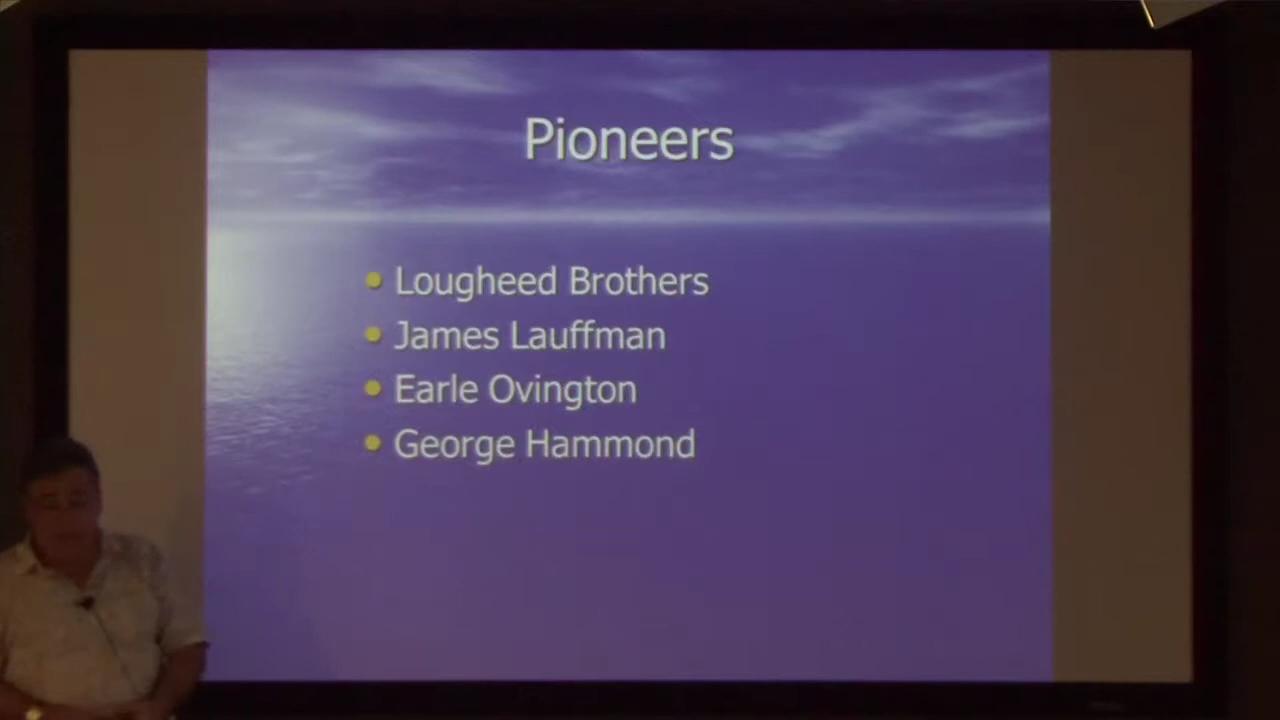 Pioneers
Lougheed Brothers
James Lauffman
Earle Ovington
George Hammond